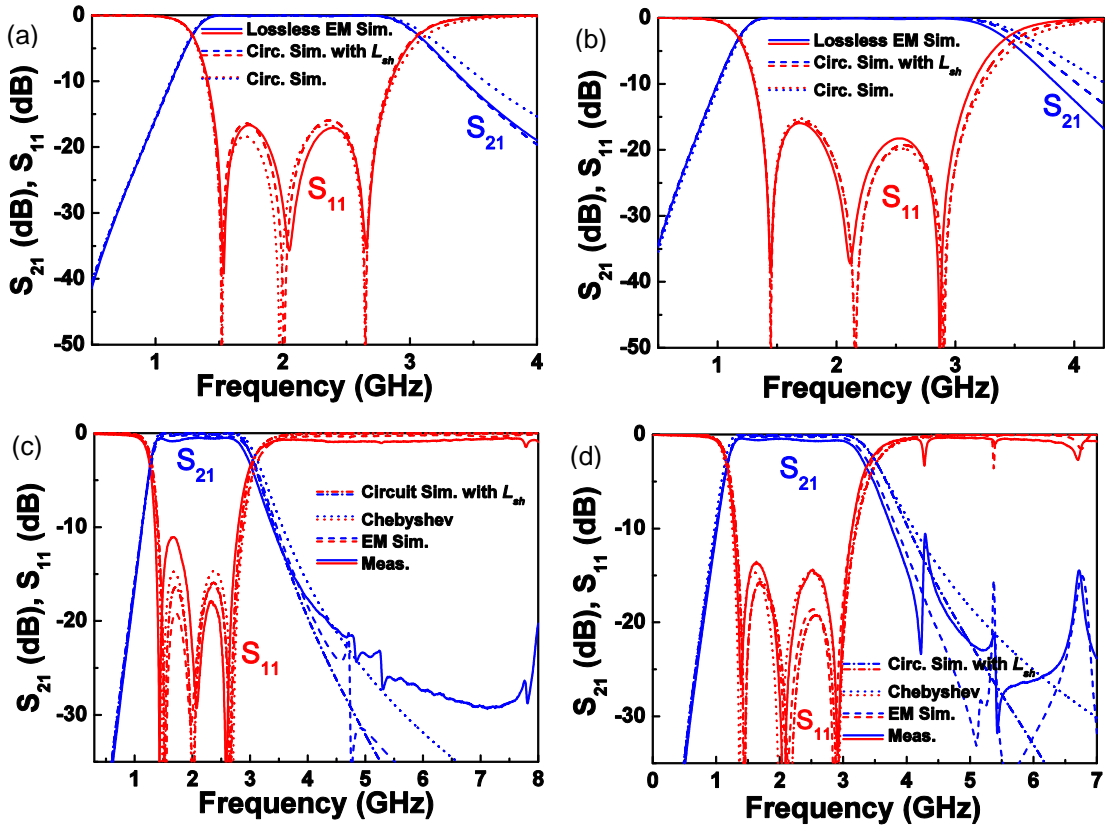 (a)
S21 (dB), S11 (dB)
0
-10
-20
-30
-40
-50
Lossless EM Sim.
Circ. Sim. with Lsh
Circ. Sim.
S21
S11
1 2 3 4
Frequency (GHz)
(b)
S21 (dB), S11 (dB)
0
-10
-20
-30
-40
-50
Lossless EM Sim.
Circ. Sim. with Lsh
Circ. Sim.
S21
S11
1 2 3 4
Frequency (GHz)
(c)
S21 (dB), S11 (dB)
0
-10
-20
-30
S21
Circuit Sim. with Lsh
Chebyshev
EM Sim.
Meas.
S11
1 2 3 4 5 6 7 8
Frequency (GHz)
(d)
S21 (dB), S11 (dB)
0
-10
-20
-30
S21
Circ. Sim. with Lsh
Chebyshev
EM Sim.
Meas.
S11
0 1 2 3 4 5 6 7
Frequency (GHz)